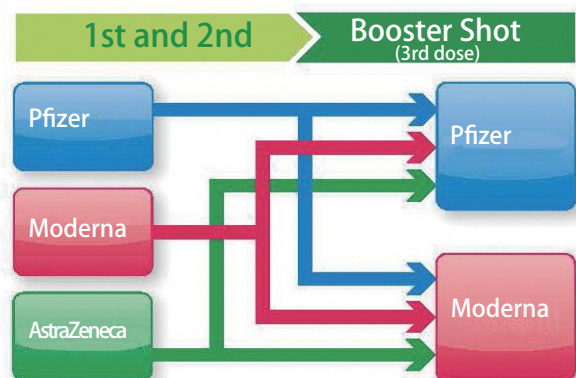 1st and 2nd
Booster Shot
(3rd dose)
Pfizer
Moderna
AstraZeneca
Pfizer
Moderna